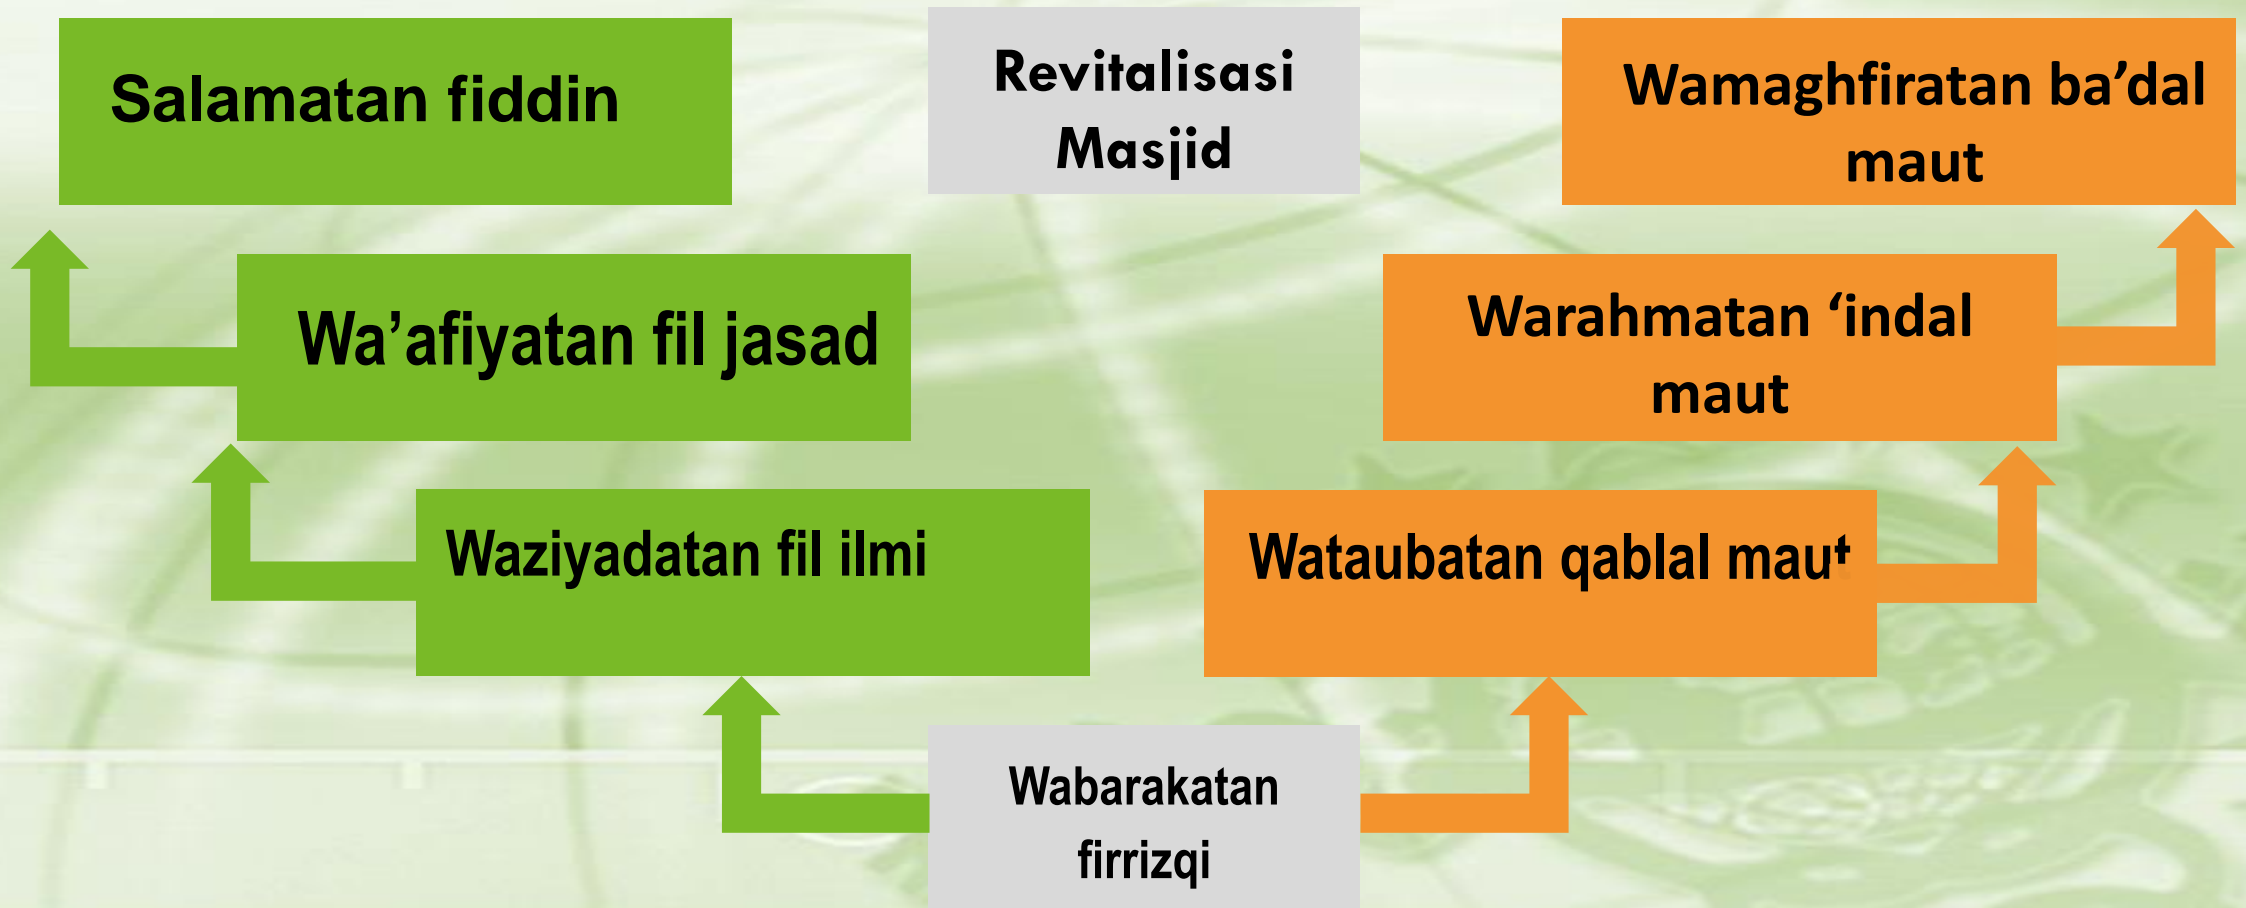 Salamatan fiddin
Revitalisasi
Masjid
Wamaghfiratan ba’dal
maut
Wa’afiyatan fil jasad
Warahmatan ‘indal
maut
Waziyadatan fil ilmi
Wataubatan qablal maut
Wabarakatan
firrizqi